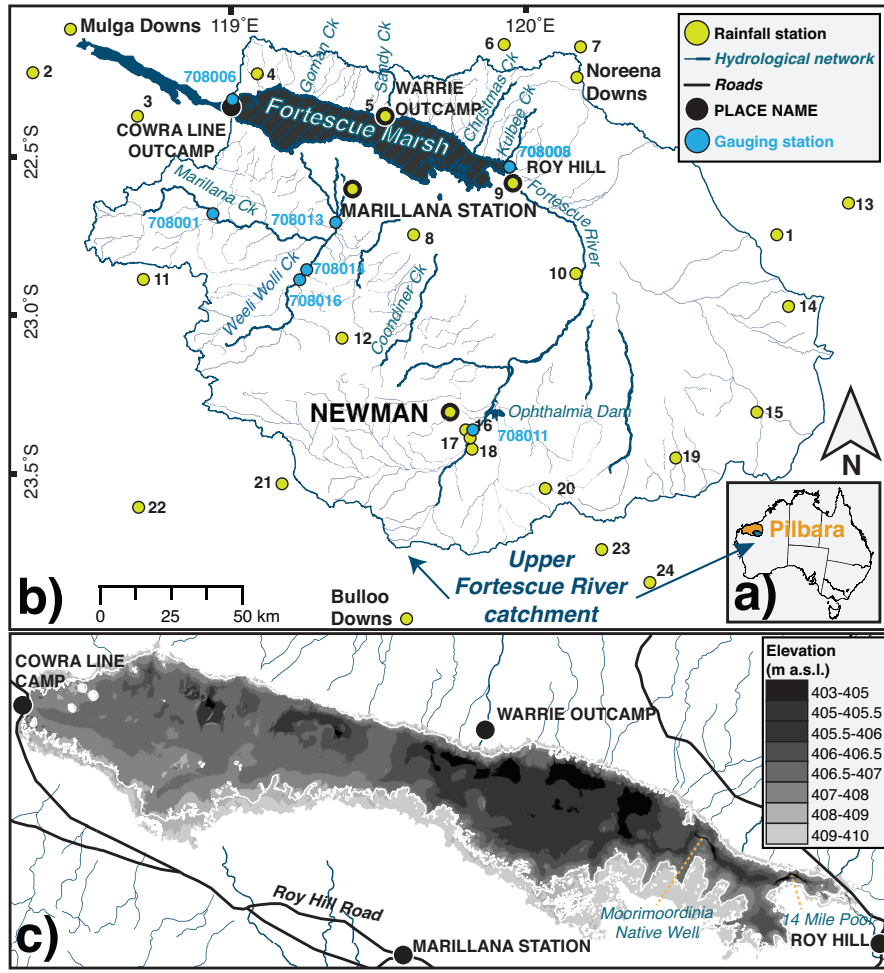 119°E
120°E
Mulga Downs
2
3
4
708006
Goman Ck
Sandy Ck
5
WARRIE
OUTCAMP
6
7
Noreena
Downs
Christmas Ck
Kulbee Ck
Fortescue Marsh
COWRA LINE
OUTCAMP
708008
ROY HILL
9
Fortescue
River
22.5°S
Marillana Ck
708001
708013
MARILLANA STATION
8
13
1
11
708014
708016
Weeli Wolli Ck
10
14
23.0°S
12
Coondiner Ck
NEWMAN
Ophthalmia Dam
16
708011
17
18
15
19
N
23.5°S
21
20
22
23
24
Upper
Fortescue River
catchment
b)
0 25 50 km
Bulloo
Downs
Rainfall station
Hydrological network
Roads
PLACE NAME
Gauging station
Pilbara
a)
COWRA LINE
CAMP
WARRIE OUTCAMP
Elevation
(m a.s.l.)
403-405
405-405.5
405.5-406
406-406.5
406.5-407
407-408
408-409
409-410
Moorimoordinia
Native Well
14 Mile Pool
ROY HILL
Roy Hill Road
MARILLANA STATION
c)